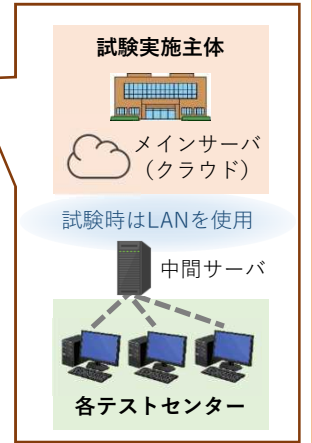 試験実施主体
メインサーバ
（クラウド）
試験時はLANを使用
中間サーバ
各テストセンター